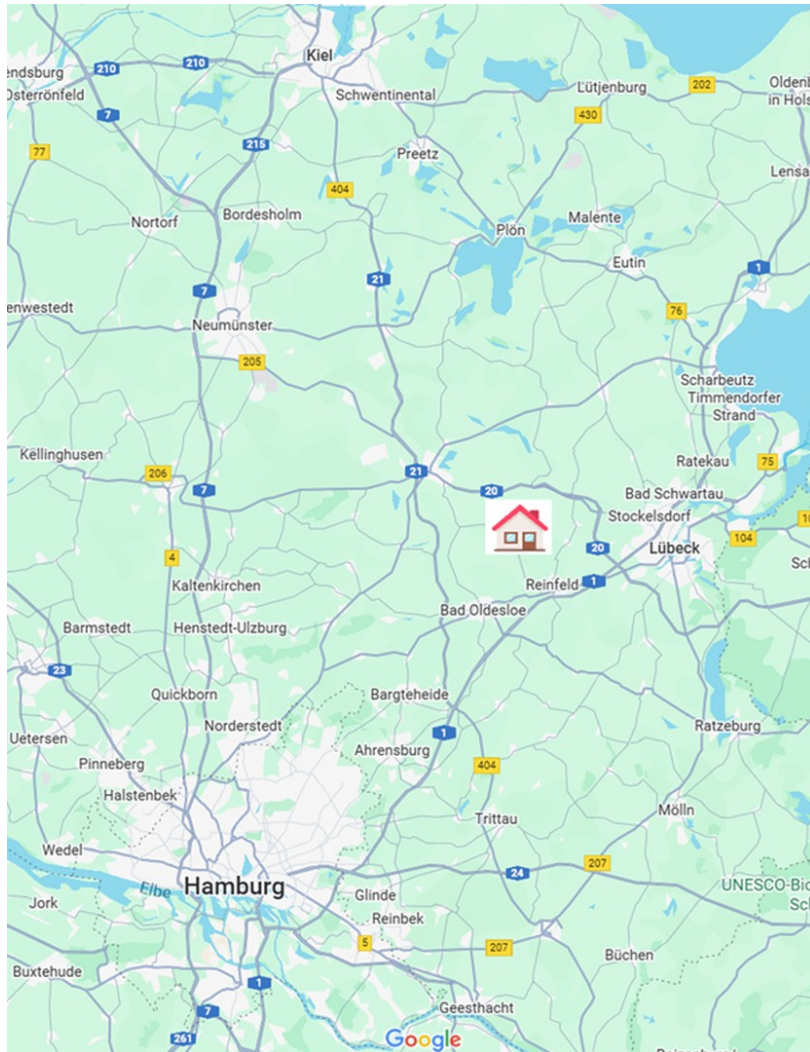 Kiel
210
210
endsburg
Osterrönfeld
Schwentinental
Lütjenburg
202
Oldenb
in Hols
7
430
215
77
Preetz
Lensa
404
Nortorf
Bordesholm
Malente
Plön
Eutin
1
21
7
enwestedt
76
Neumünster
205
Scharbeutz
Timmendorfer
Strand
Kellinghusen
206
21
Ratekau
75
7
20
Bad Schwartau
Stockelsdorf
10
104
20
Lübeck
4
Sc
Kaltenkirchen
Reinfeld
1
Bad Oldesloe
Barmstedt
Henstedt-Ulzburg
23
Quickborn
Bargteheide
Norderstedt
Ratzeburg
Uetersen
1
Ahrensburg
Pinneberg
404
Halstenbek
Mölln
Trittau
Wedel
207
24
Hamburg
Elbe
UNESCO-Bio
Sc
Jork
Glinde
Reinbek
5
207
Büchen
Buxtehude
1
Geesthacht
7
261
Google